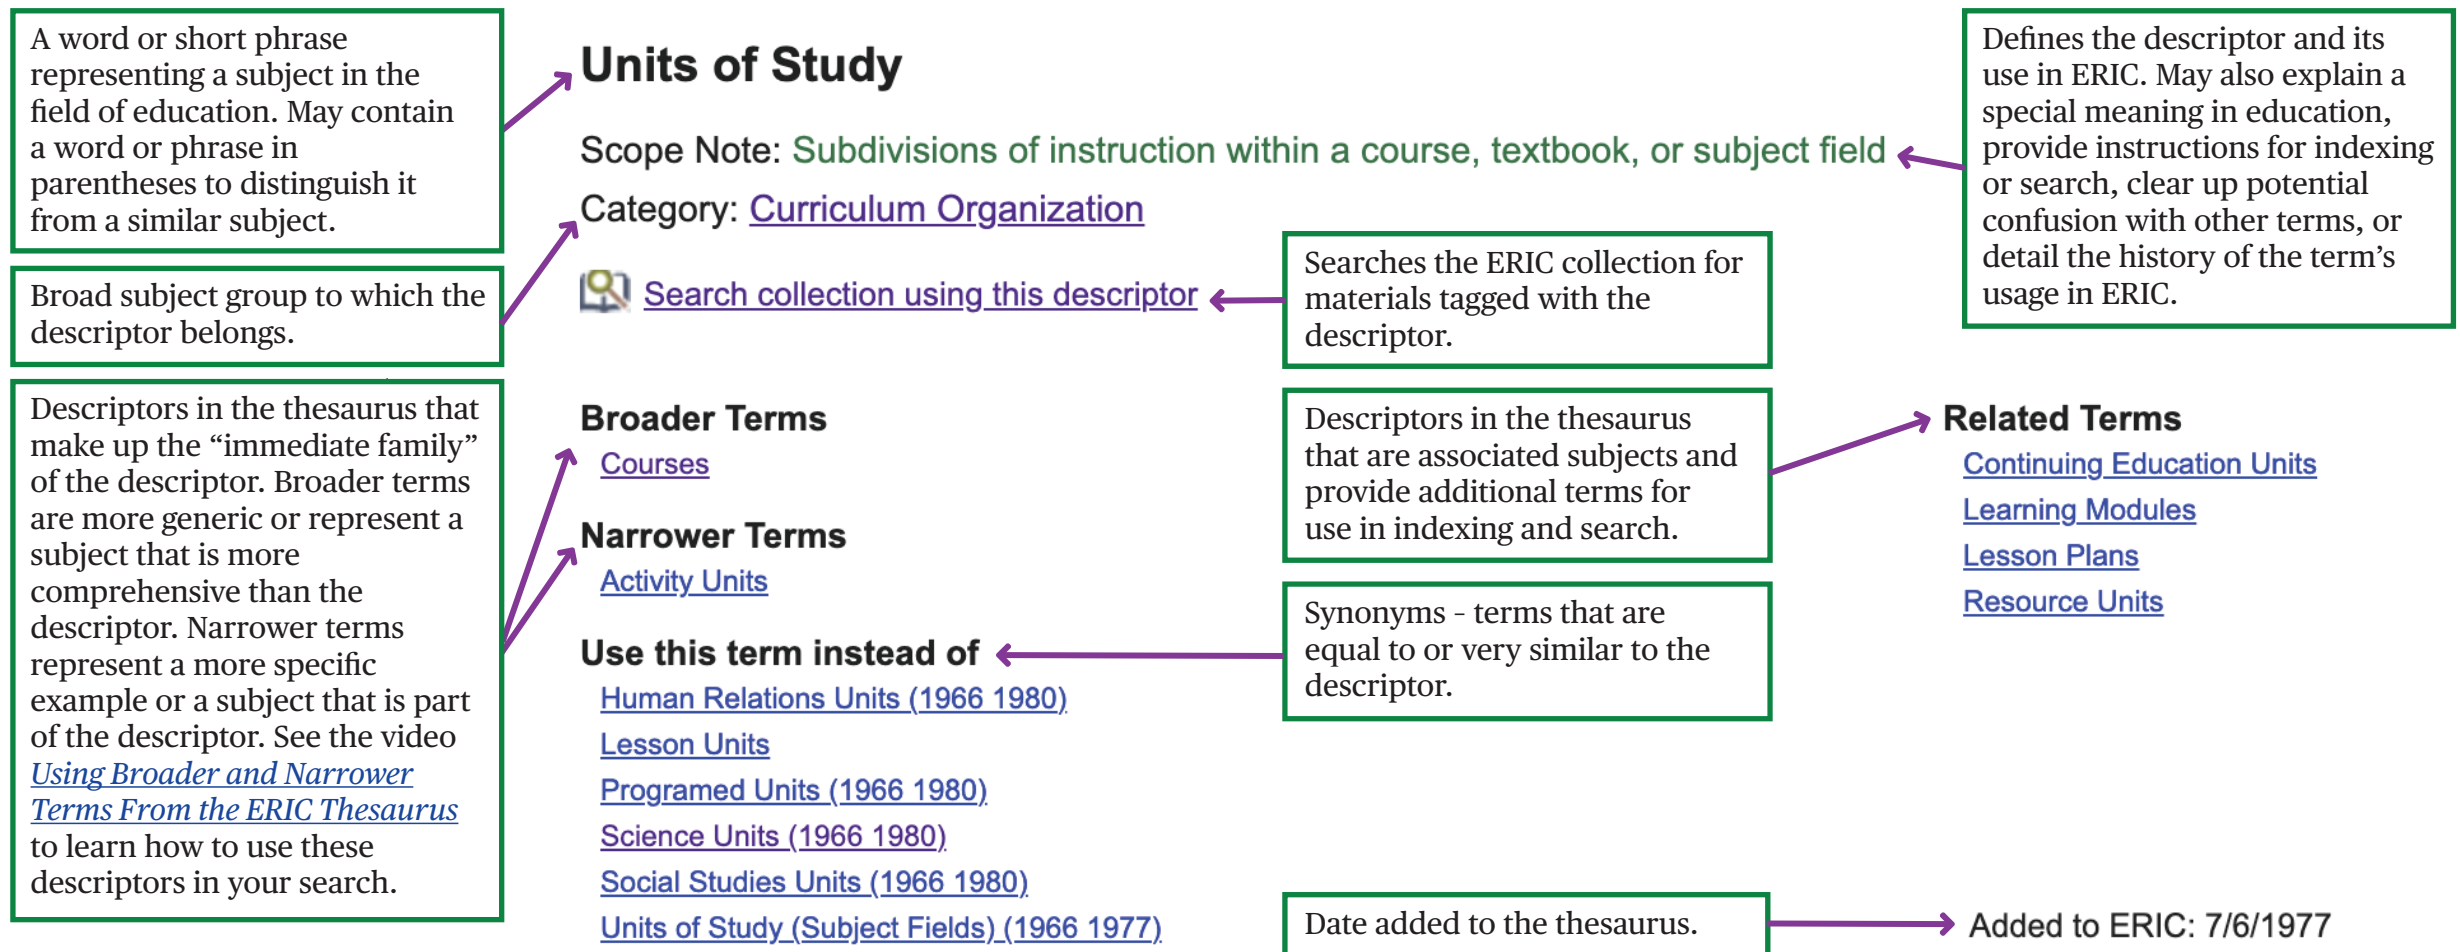 A word or short phrase
representing a subject in the
field of education. May contain
a word or phrase in
parentheses to distinguish it
from a similar subject.
Broad subject group to which the
descriptor belongs.
Descriptors in the thesaurus that
make up the “immediate family”
of the descriptor. Broader terms
are more generic or represent a
subject that is more
comprehensive than the
descriptor. Narrower terms
represent a more specific
example or a subject that is part
of the descriptor. See the video
Using Broader and Narrower
Terms From the ERIC Thesaurus
to learn how to use these
descriptors in your search.
Units of Study
Scope Note: Subdivisions of instruction within a course, textbook, or subject field
Category: Curriculum Organization
Search collection using this descriptor
Broader Terms
Courses
Narrower Terms
Activity Units
Use this term instead of
Human Relations Units (1966 1980)
Lesson Units
Programed Units (1966 1980)
Science Units (1966 1980)
Social Studies Units (1966 1980)
Units of Study (Subject Fields) (1966 1977)
Searches the ERIC collection for
materials tagged with the
descriptor.
Descriptors in the thesaurus
that are associated subjects and
provide additional terms for
use in indexing and search.
Synonyms – terms that are
equal to or very similar to the
descriptor.
Date added to the thesaurus.
Defines the descriptor and its
use in ERIC. May also explain a
special meaning in education,
provide instructions for indexing
or search, clear up potential
confusion with other terms, or
detail the history of the term’s
usage in ERIC.
Related Terms
Continuing Education Units
Learning Modules
Lesson Plans
Resource Units
Added to ERIC: 7/6/1977